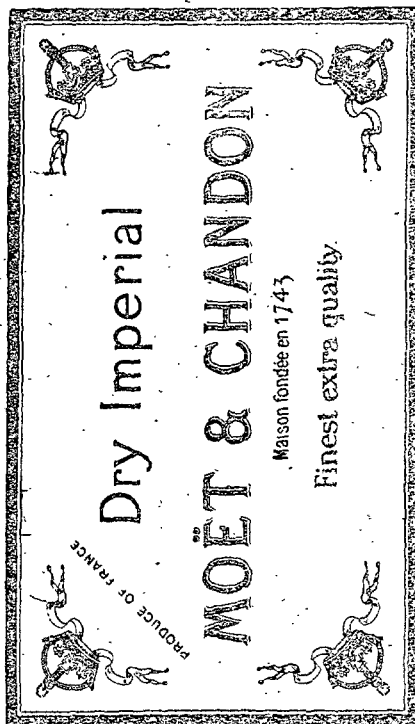 PRODUCE OF FRANCE
Dry Imperial
MOËT & CHANDON
Maison fondée en 1743
Finest extra quality.